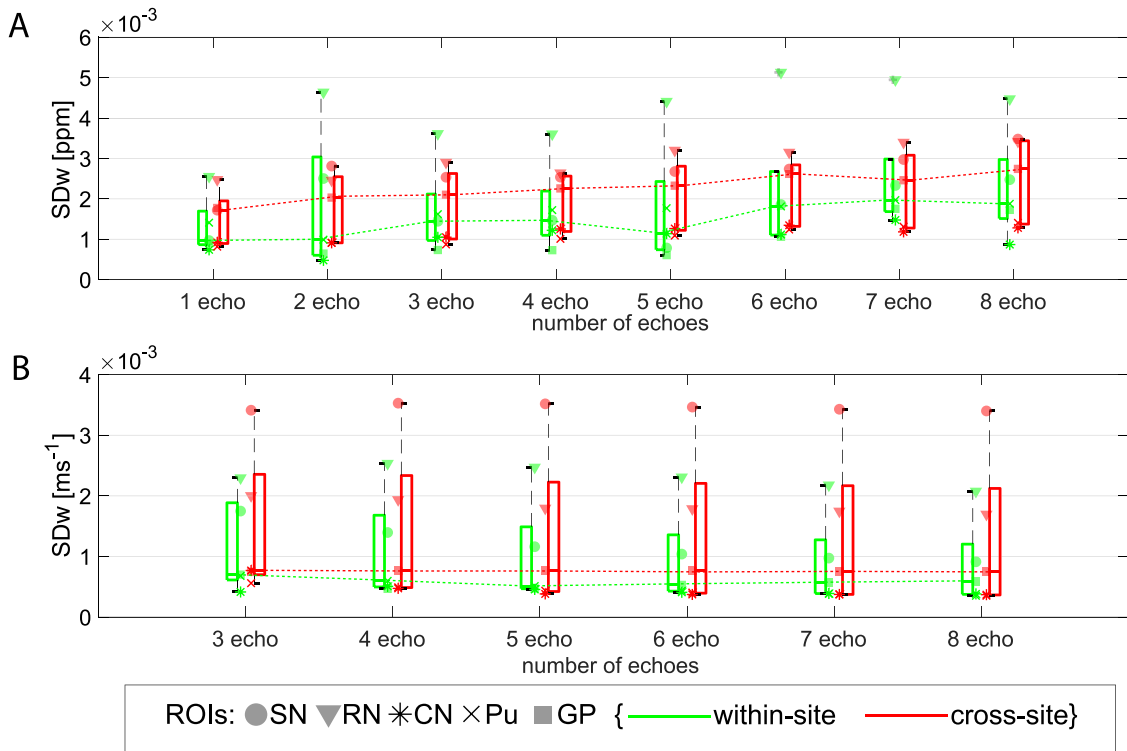 A
×10⁻³
6
5
4
3
2
1
0
SDw [ppm]
1 echo 2 echo 3 echo 4 echo 5 echo 6 echo 7 echo 8 echo
number of echoes
B
×10⁻³
4
3
2
1
0
SDw [ms⁻¹]
3 echo 4 echo 5 echo 6 echo 7 echo 8 echo
number of echoes
ROIs: SN RN CN Pu GP { within-site cross-site}